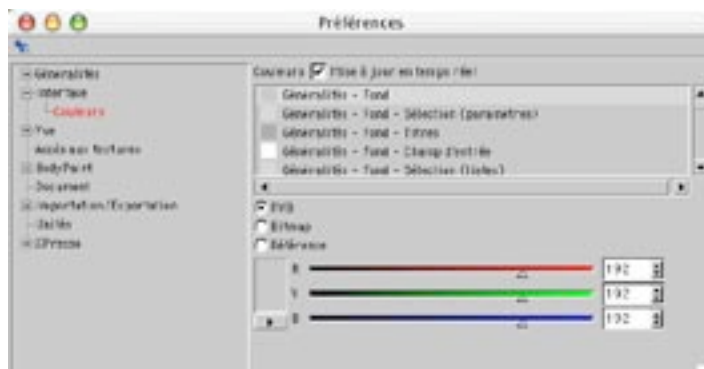 Préférences
Généralités
Interface
Couleurs
Vue
Accès aux textures
BodyPaint
Document
Importation/Exportation
Unités
Couleurs Mise à jour en temps réel
Généralités - Fond
Généralités - Fond - Sélection (paramètres)
Généralités - Fond - Titres
Généralités - Fond - Champ d'entrée
Généralités - Fond - Sélection (listes)
RVB
Bitmap
Référence
R 192
V 192
B 192